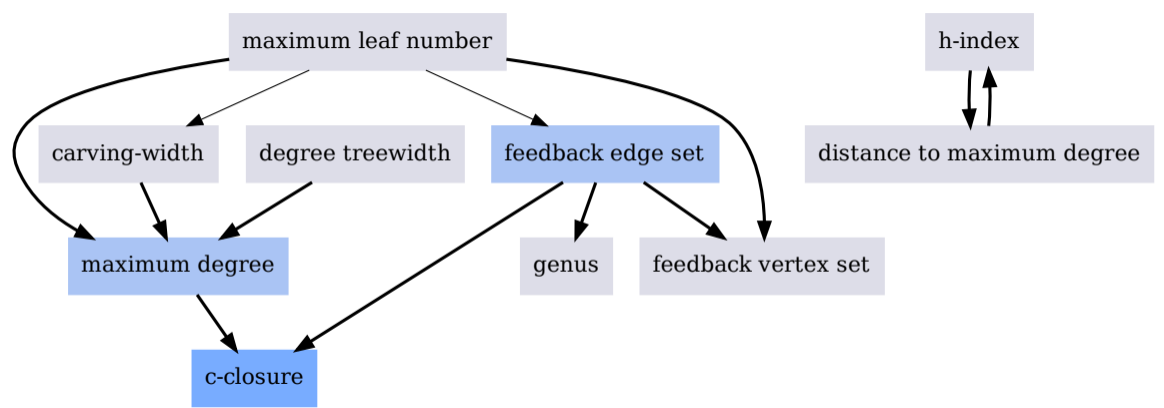 maximum leaf number
h-index
carving-width
degree treewidth
feedback edge set
distance to maximum degree
maximum degree
genus
feedback vertex set
c-closure